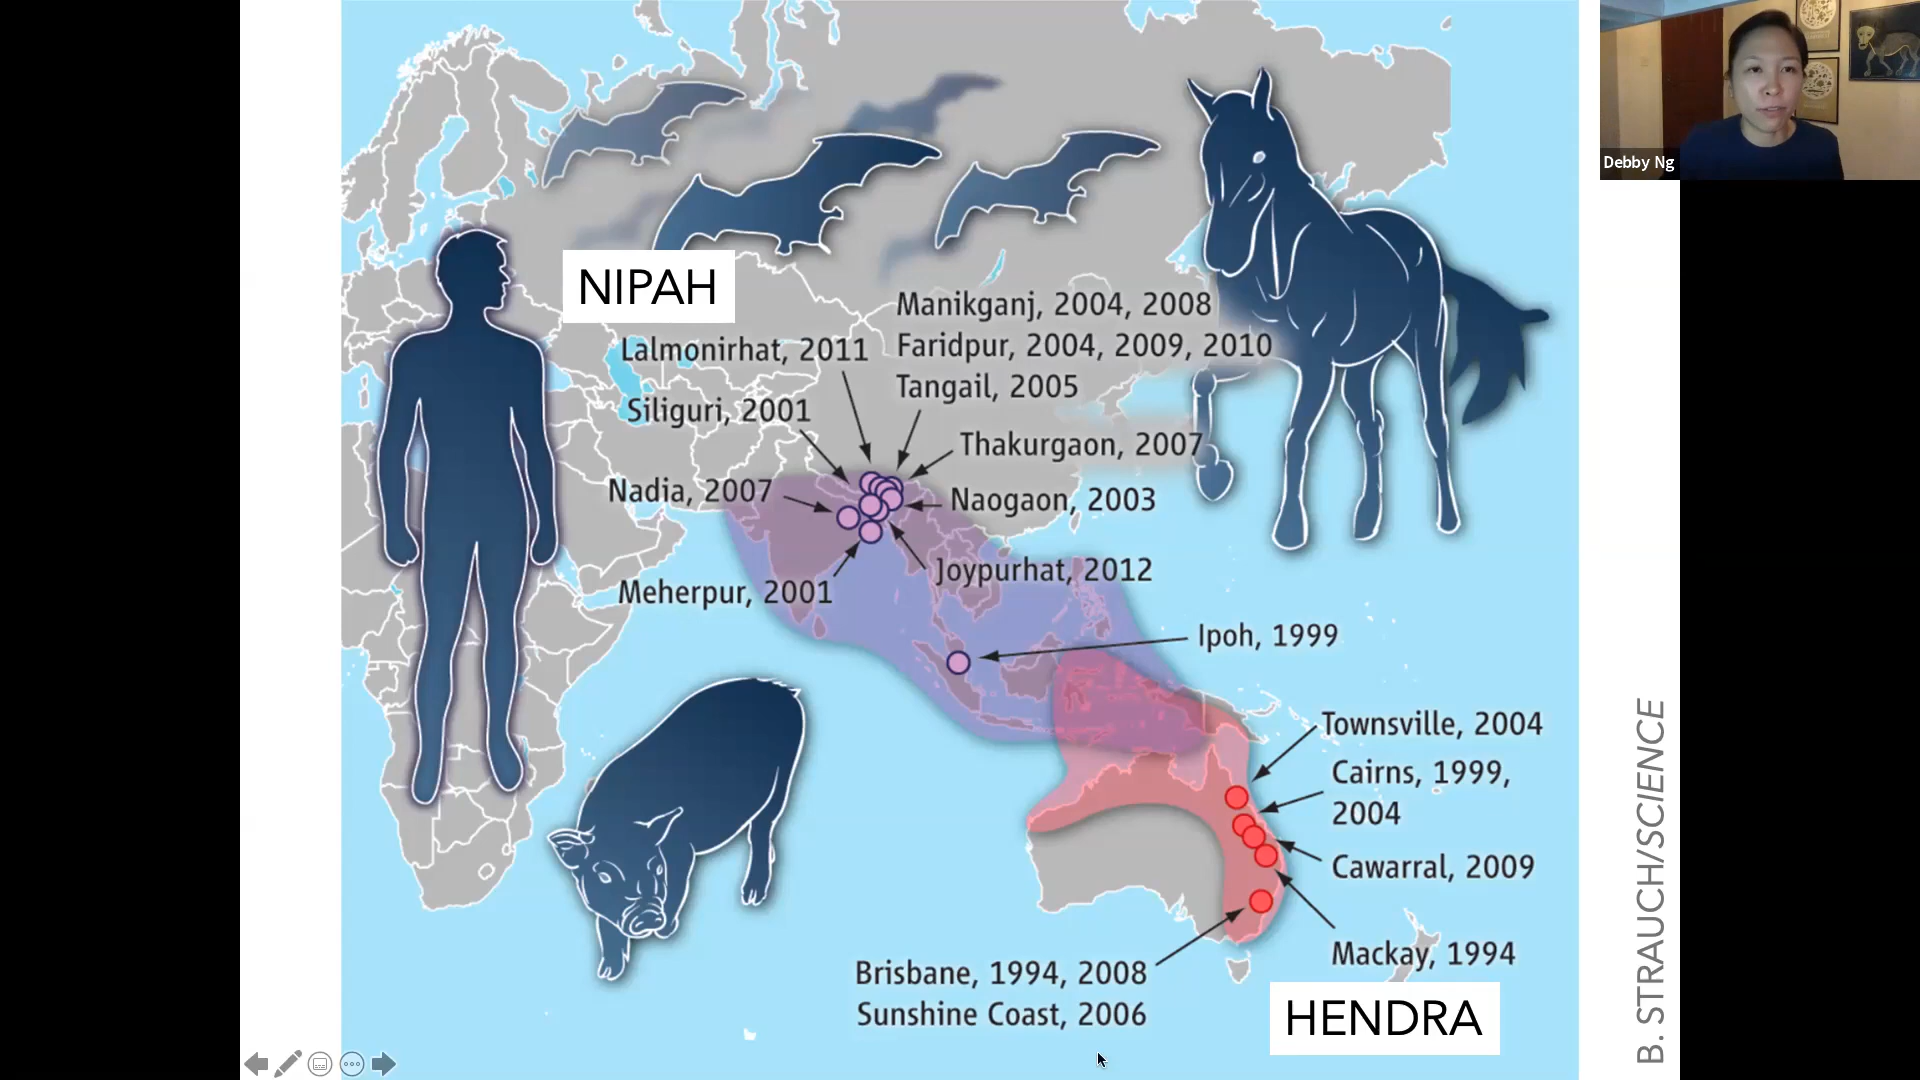 Debby Ng
NIPAH
Manikganj, 2004, 2008
Lalmonirhat, 2011
Faridpur, 2004, 2009, 2010
Tangail, 2005
Siliguri, 2001
Thakurgaon, 2007
Nadia, 2007
Naogaon, 2003
Joypurhat, 2012
Meherpur, 2001
Ipoh, 1999
Townsville, 2004
Cairns, 1999,
2004
Cawarral, 2009
Mackay, 1994
Brisbane, 1994, 2008
Sunshine Coast, 2006
HENDRA
B. STRAUCH/SCIENCE